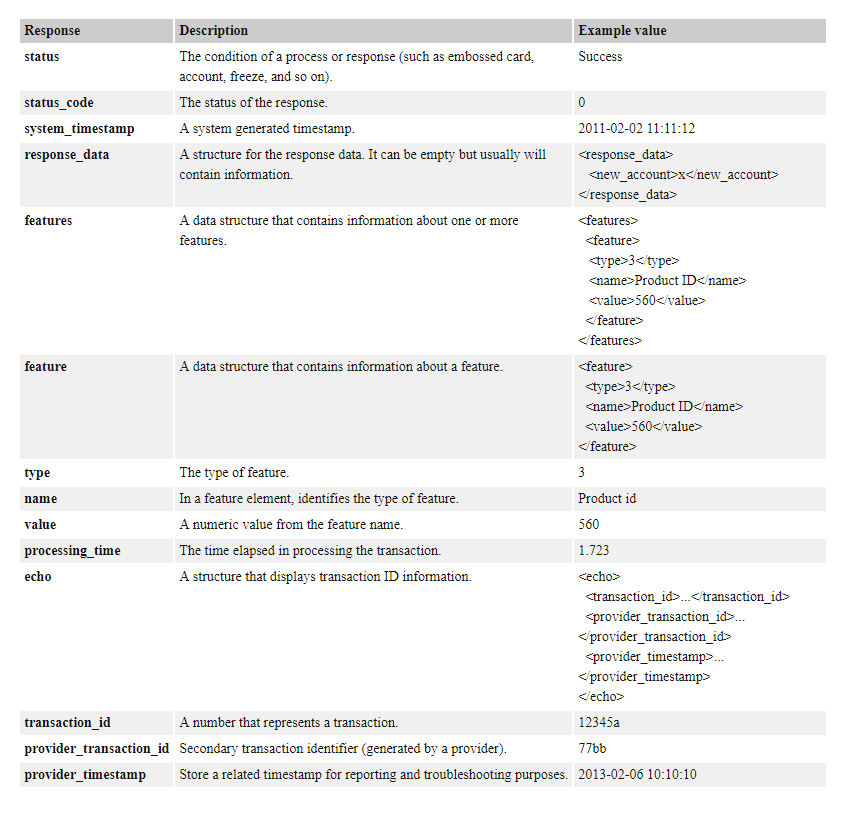 Response Description Example value
status The condition of a process or response (such as embossed card, Success
account, freeze, and so on).
status_code The status of the response. 0
system_timestamp A system generated timestamp. 2011-02-02 11:11:12
response_data A structure for the response data. It can be empty but usually will <response_data>
contain information. <new_account>x</new_account>
</response_data>
features A data structure that contains information about one or more <features>
features. <feature>
<type>3</type>
<name>Product ID</name>
<value>560</value>
</feature>
</features>
feature A data structure that contains information about a feature. <feature>
<type>3</type>
<name>Product ID</name>
<value>560</value>
</feature>
type The type of feature. 3
name In a feature element, identifies the type of feature. Product id
value A numeric value from the feature name. 560
processing_time The time elapsed in processing the transaction. 1.723
echo A structure that displays transaction ID information. <echo>
<transaction_id>...</transaction_id>
<provider_transaction_id>...
</provider_transaction_id>
<provider_timestamp>...
</provider_timestamp>
</echo>
transaction_id A number that represents a transaction. 12345a
provider_transaction_id Secondary transaction identifier (generated by a provider). 77bb
provider_timestamp Store a related timestamp for reporting and troubleshooting purposes. 2013-02-06 10:10:10